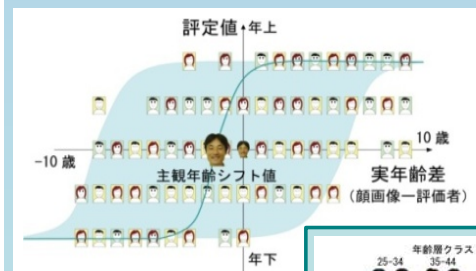 評定値
年上
10 歳
-10 歳
主観年齢シフト値
実年齢差
(顔画像ー評価者)
年下
年齢層クラス
25-34 35-44